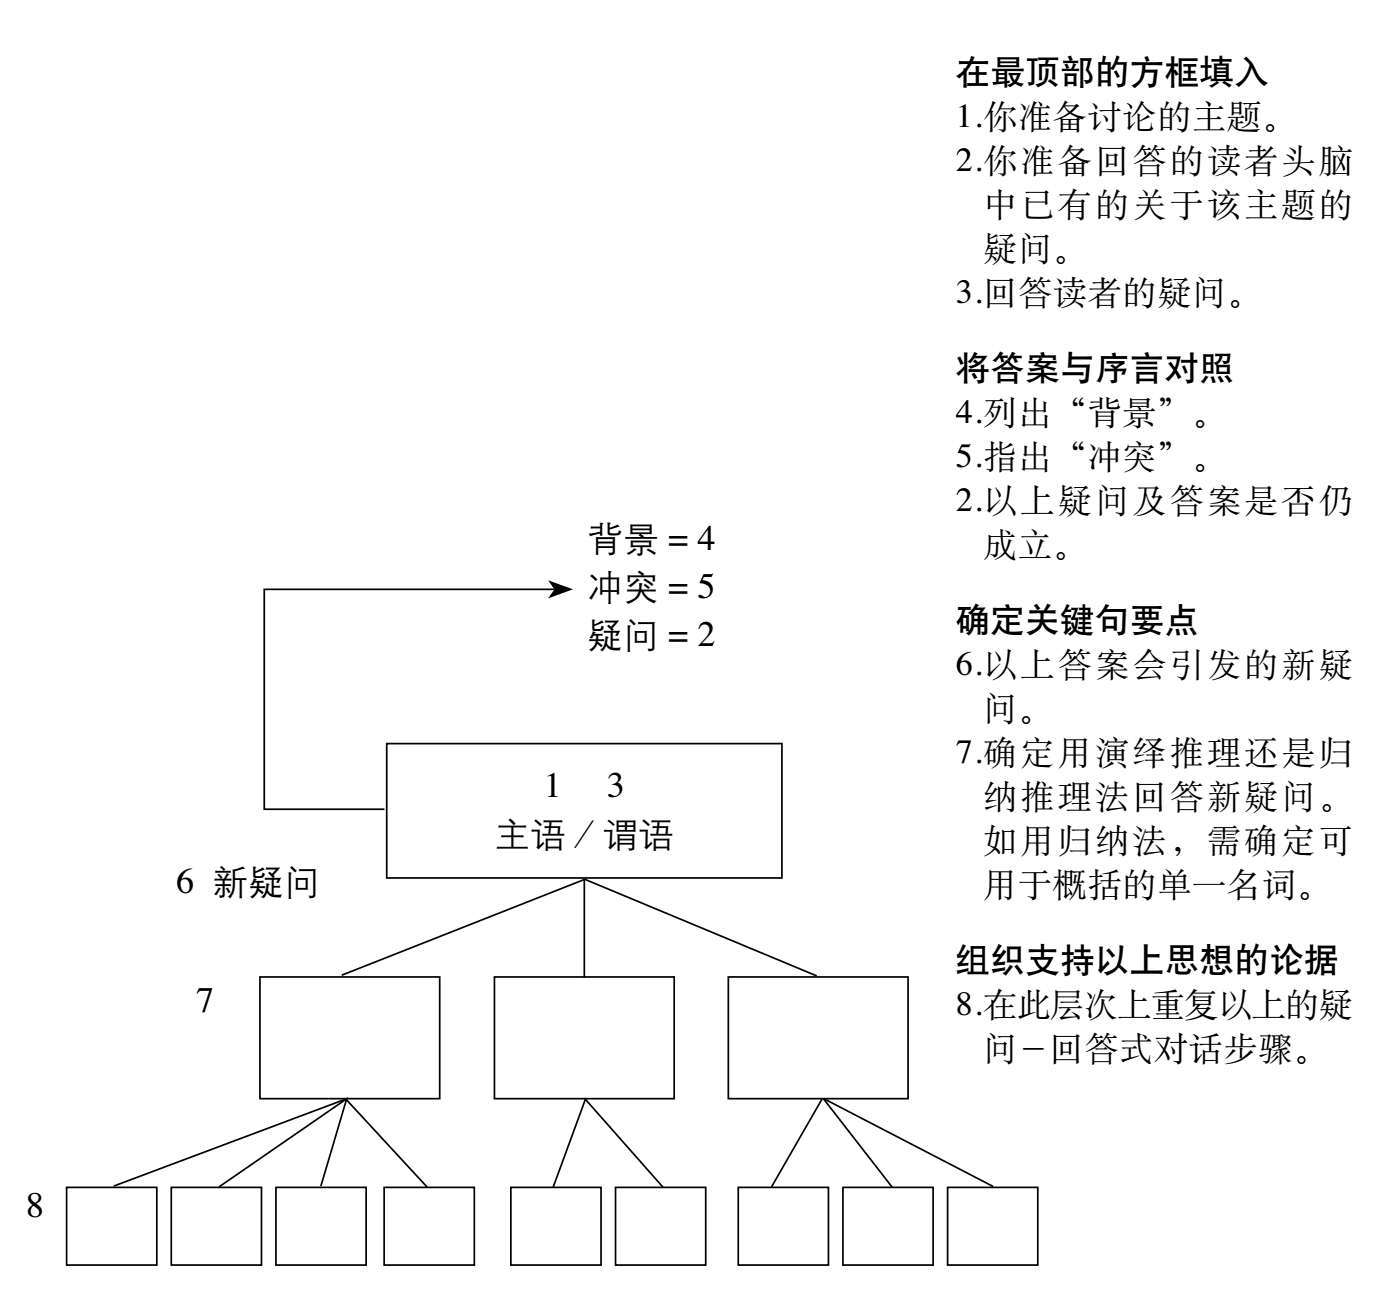 在最顶部的方框填入
1.你准备讨论的主题。
2.你准备回答的读者头脑
中已有的关于该主题的
疑问。
3.回答读者的疑问。
将答案与序言对照
4.列出“背景”。
5.指出“冲突”。
2.以上疑问及答案是否仍
成立。
确定关键句要点
6.以上答案会引发的新疑
问。
7.确定用演绎推理还是归
纳推理法回答新疑问。
如用归纳法，需确定可
用于概括的单一名词。
组织支持以上思想的论据
8.在此层次上重复以上的疑
问－回答式对话步骤。
背景 = 4
冲突 = 5
疑问 = 2
1 3
主语 / 谓语
6 新疑问
7
8